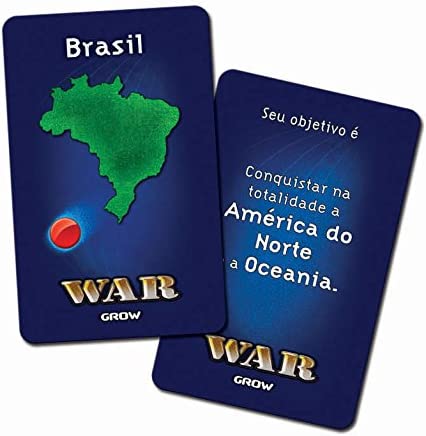 Brasil
WAR
GROW
Seu objetivo é
Conquistar na
totalidade a
América do
Norte
e a Oceania.
WAR
GROW